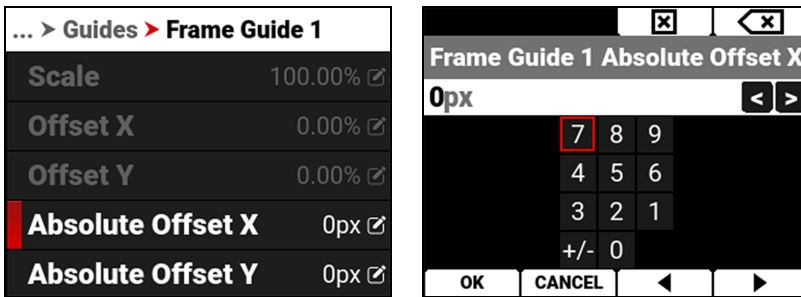 ... > Guides > Frame Guide 1
Scale 100.00%
Offset X 0.00%
Offset Y 0.00%
Absolute Offset X 0px
Absolute Offset Y 0px
Frame Guide 1 Absolute Offset X
0px < >
7 8 9
4 5 6
3 2 1
+/- 0
OK CANCEL